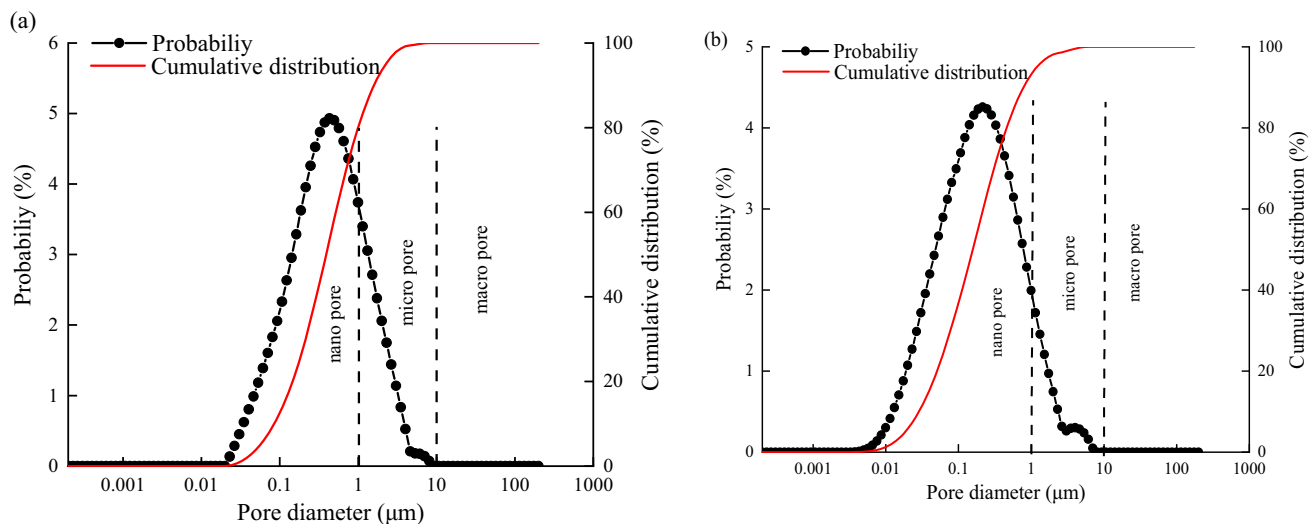 (a)
Probabiliy
Cumulative distribution
6
5
4
3
2
1
0
Probabiliy (%)
100
80
60
40
20
0
Cumulative distribution (%)
nano pore
micro pore
macro pore
0.001
0.01
0.1
1
10
100
1000
Pore diameter (μm)
(b)
Probabiliy
Cumulative distribution
5
4
3
2
1
0
Probabiliy (%)
100
80
60
40
20
0
Cumulative distribution (%)
nano pore
micro pore
macro pore
0.001
0.01
0.1
1
10
100
1000
Pore diameter (μm)